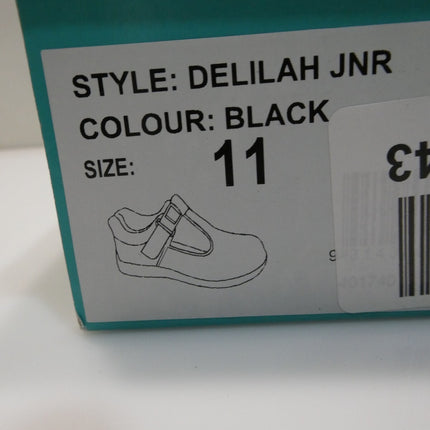 STYLE: DELILAH JNR
COLOUR: BLACK
SIZE: 11